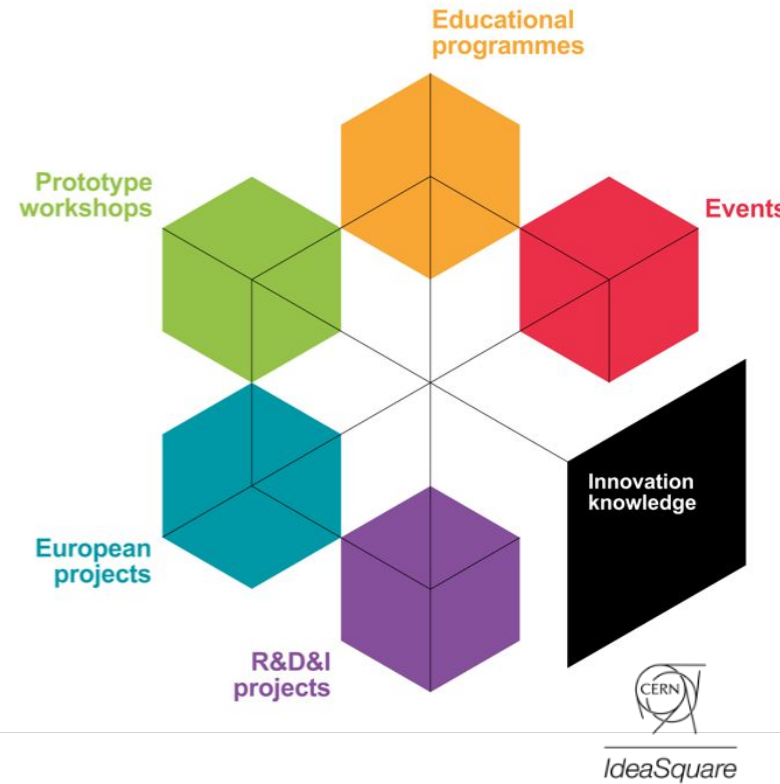 Educational
programmes
Prototype
workshops
Events
Innovation
knowledge
European
projects
R&D&I
projects
CERN
IdeaSquare